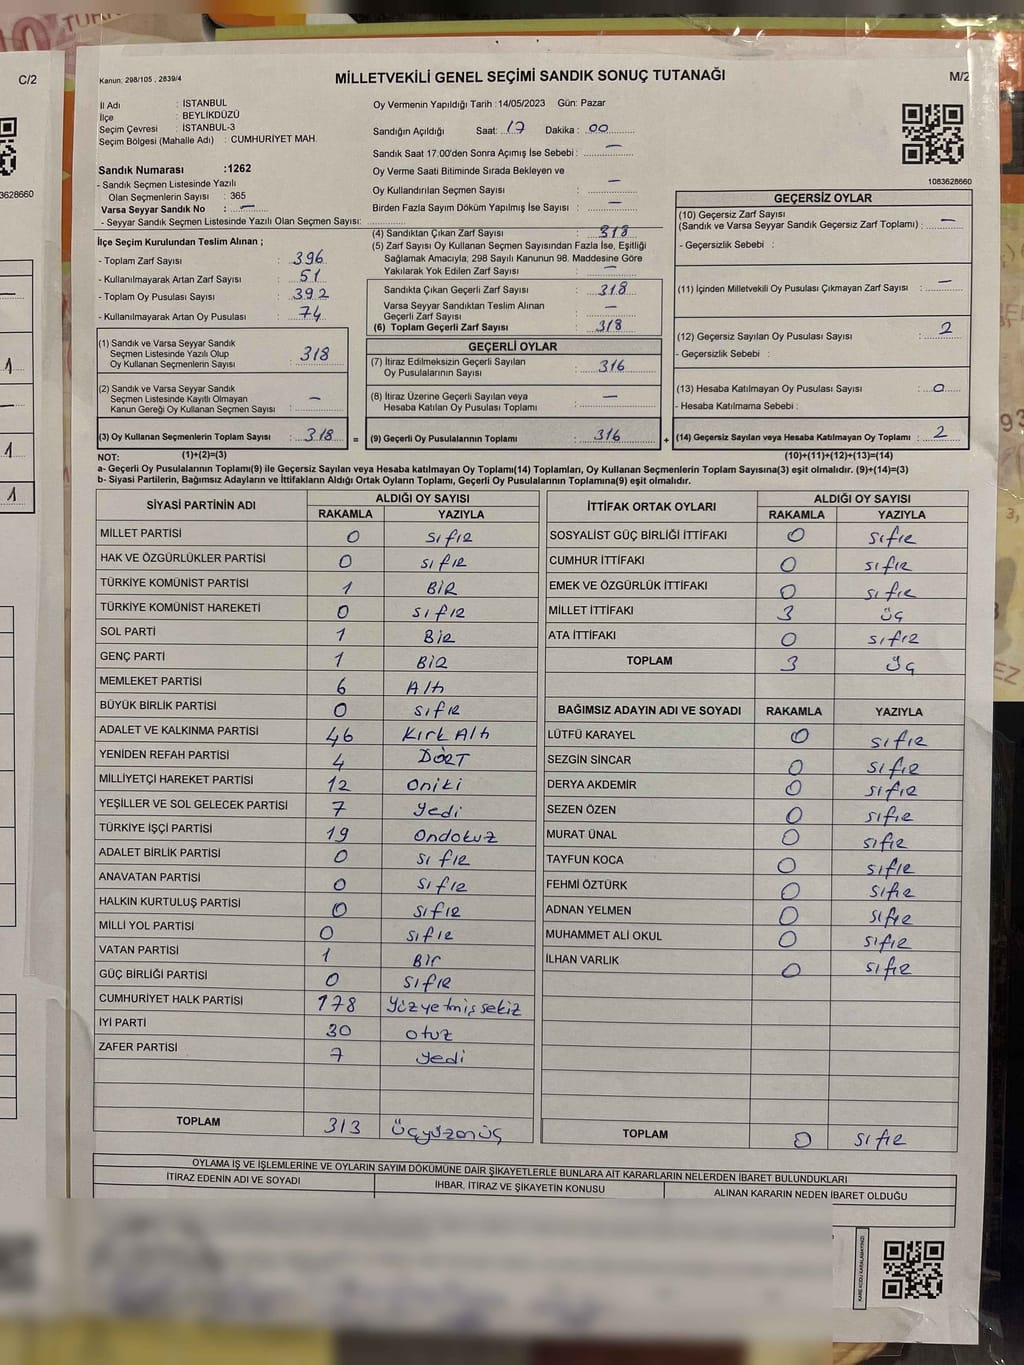 C/2
Kanun: 298/105 , 2839/4
MİLLETVEKİLİ GENEL SEÇİMİ SANDIK SONUÇ TUTANAĞI
M/2
İl Adı : İSTANBUL
İlçe : BEYLİKDÜZÜ
Seçim Çevresi : İSTANBUL-3
Seçim Bölgesi (Mahalle Adı) : CUMHURİYET MAH.
Sandık Numarası :1262
- Sandık Seçmen Listesinde Yazılı
Olan Seçmenlerin Sayısı : 365
Varsa Seyyar Sandık No : —
- Seyyar Sandık Seçmen Listesinde Yazılı Olan Seçmen Sayısı:
Oy Vermenin Yapıldığı Tarih :14/05/2023 Gün: Pazar
Sandığın Açıldığı Saat: 17 Dakika : 00
Sandık Saat 17.00'den Sonra Açımış İse Sebebi : —
Oy Verme Saati Bitiminde Sırada Bekleyen ve
Oy Kullandırılan Seçmen Sayısı : —
Birden Fazla Sayım Döküm Yapılmış İse Sayısı : —
1083628660
3628660
İlçe Seçim Kurulundan Teslim Alınan ;
- Toplam Zarf Sayısı : 396
- Kullanılmayarak Artan Zarf Sayısı : 51
- Toplam Oy Pusulası Sayısı : 392
- Kullanılmayarak Artan Oy Pusulası : 74
(4) Sandıktan Çıkan Zarf Sayısı : 318
(5) Zarf Sayısı Oy Kullanan Seçmen Sayısından Fazla İse, Eşitliği
Sağlamak Amacıyla; 298 Sayılı Kanunun 98. Maddesine Göre
Yakılarak Yok Edilen Zarf Sayısı : —
Sandıkta Çıkan Geçerli Zarf Sayısı : 318
Varsa Seyyar Sandıktan Teslim Alınan
Geçerli Zarf Sayısı : —
(6) Toplam Geçerli Zarf Sayısı : 318
GEÇERSİZ OYLAR
(10) Geçersiz Zarf Sayısı
(Sandık ve Varsa Seyyar Sandık Geçersiz Zarf Toplamı) : —
- Geçersizlik Sebebi :
(11) İçinden Milletvekili Oy Pusulası Çıkmayan Zarf Sayısı : —
(12) Geçersiz Sayılan Oy Pusulası Sayısı : 2
- Geçersizlik Sebebi :
(13) Hesaba Katılmayan Oy Pusulası Sayısı : 0
- Hesaba Katılmama Sebebi :
(14) Geçersiz Sayılan veya Hesaba Katılmayan Oy Toplamı : 2
(1) Sandık ve Varsa Seyyar Sandık
Seçmen Listesinde Yazılı Olup
Oy Kullanan Seçmenlerin Sayısı : 318
(2) Sandık ve Varsa Seyyar Sandık
Seçmen Listesinde Kayıtlı Olmayan
Kanun Gereği Oy Kullanan Seçmen Sayısı : —
(3) Oy Kullanan Seçmenlerin Toplam Sayısı : 318 =
GEÇERLİ OYLAR
(7) İtiraz Edilmeksizin Geçerli Sayılan
Oy Pusulalarının Sayısı : 316
(8) İtiraz Üzerine Geçerli Sayılan veya
Hesaba Katılan Oy Pusulası Toplamı : —
(9) Geçerli Oy Pusulalarının Toplamı : 316 +
NOT: (1)+(2)=(3) (10)+(11)+(12)+(13)=(14)
a- Geçerli Oy Pusulasının Toplamı(9) ile Geçersiz Sayılan veya Hesaba katılmayan Oy Toplamı(14) Toplamları, Oy Kullanan Seçmenlerin Toplam Sayısına(3) eşit olmalıdır. (9)+(14)=(3)
b- Siyasi Partilerin, Bağımsız Adayların ve İttifakların Aldığı Ortak Oyların Toplamı, Geçerli Oy Pusulalarının Toplamına(9) eşit olmalıdır.
SİYASİ PARTİNİN ADI ALDIĞI OY SAYISI
RAKAMLA YAZIYLA
MİLLET PARTİSİ 0 sıfır
HAK VE ÖZGÜRLÜKLER PARTİSİ 0 sıfır
TÜRKİYE KOMÜNİST PARTİSİ 1 BİR
TÜRKİYE KOMÜNİST HAREKETİ 0 sıfır
SOL PARTİ 1 Bir
GENÇ PARTİ 1 Bir
MEMLEKET PARTİSİ 6 Altı
BÜYÜK BİRLİK PARTİSİ 0 sıfır
ADALET VE KALKINMA PARTİSİ 46 Kırk Altı
YENİDEN REFAH PARTİSİ 4 DÖRT
MİLLİYETÇİ HAREKET PARTİSİ 12 Oniki
YEŞİLLER VE SOL GELECEK PARTİSİ 7 Yedi
TÜRKİYE İŞÇİ PARTİSİ 19 Ondokuz
ADALET BİRLİK PARTİSİ 0 sıfır
ANAVATAN PARTİSİ 0 sıfır
HALKIN KURTULUŞ PARTİSİ 0 sıfır
MİLLİ YOL PARTİSİ 0 sıfır
VATAN PARTİSİ 1 Bir
GÜÇ BİRLİĞİ PARTİSİ 0 sıfır
CUMHURİYET HALK PARTİSİ 178 Yüzyetmişsekiz
İYİ PARTİ 30 otuz
ZAFER PARTİSİ 7 Yedi
TOPLAM 313 Üçyüzonüç
İTTİFAK ORTAK OYLARI ALDIĞI OY SAYISI
RAKAMLA YAZIYLA
SOSYALİST GÜÇ BİRLİĞİ İTTİFAKI 0 sıfır
CUMHUR İTTİFAKI 0 sıfır
EMEK VE ÖZGÜRLÜK İTTİFAKI 0 sıfır
MİLLET İTTİFAKI 3 üç
ATA İTTİFAKI 0 sıfır
TOPLAM 3 üç
BAĞIMSIZ ADAYIN ADI VE SOYADI RAKAMLA YAZIYLA
LÜTFÜ KARAYEL 0 sıfır
SEZGİN SİNCAR 0 sıfır
DERYA AKDEMİR 0 sıfır
SEZEN ÖZEN 0 sıfır
MURAT ÜNAL 0 sıfır
TAYFUN KOCA 0 sıfır
FEHMİ ÖZTÜRK 0 sıfır
ADNAN YELMEN 0 sıfır
MUHAMMET ALİ OKUL 0 sıfır
İLHAN VARLIK 0 sıfır
TOPLAM 0 sıfır
OYLAMA İŞ VE İŞLEMLERİNE VE OYLARIN SAYIM DÖKÜMÜNE DAİR ŞİKAYETLERLE BUNLARA AİT KARARLARIN NELERDEN İBARET BULUNDUKLARI
İTİRAZ EDENİN ADI VE SOYADI İHBAR, İTİRAZ VE ŞİKAYETİN KONUSU ALINAN KARARIN NEDEN İBARET OLDUĞU
KAREKODU KARALAMAYINIZ!